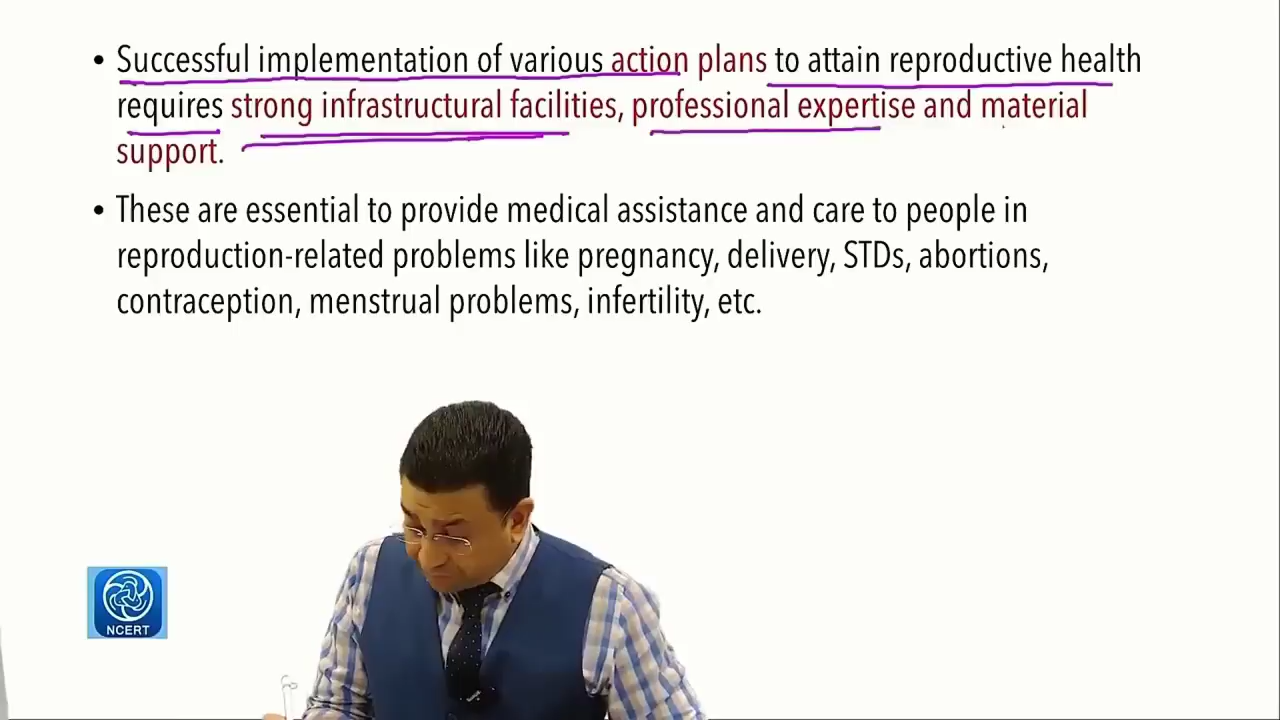 • Successful implementation of various action plans to attain reproductive health
requires strong infrastructural facilities, professional expertise and material
support.
• These are essential to provide medical assistance and care to people in
reproduction-related problems like pregnancy, delivery, STDs, abortions,
contraception, menstrual problems, infertility, etc.
NCERT